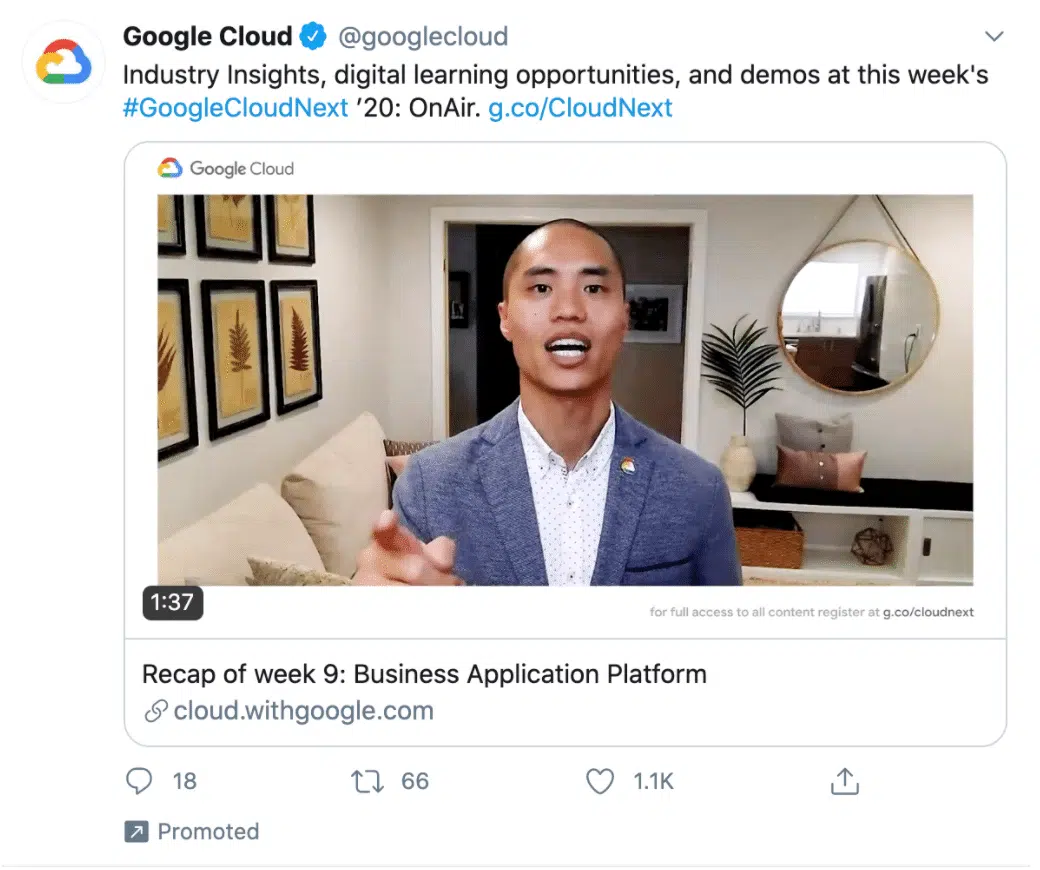 Google Cloud @googlecloud
Industry Insights, digital learning opportunities, and demos at this week's
#GoogleCloudNext ’20: OnAir. g.co/CloudNext
Google Cloud
1:37
for full access to all content register at g.co/cloudnext
Recap of week 9: Business Application Platform
cloud.withgoogle.com
18 66 1.1K
Promoted